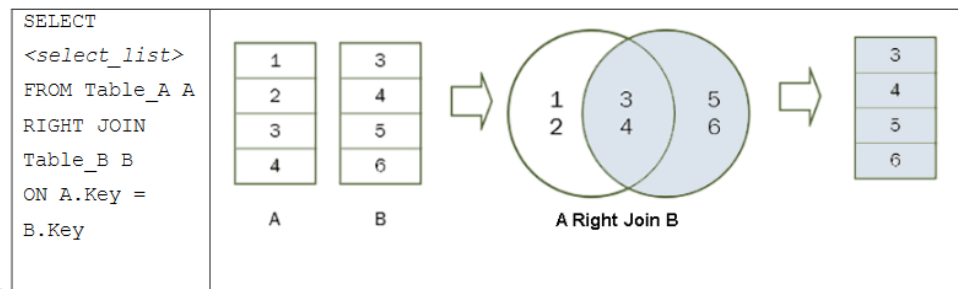 SELECT
<select_list>
FROM Table_A A
RIGHT JOIN
Table_B B
ON A.Key =
B.Key
1
2
3
4
A
3
4
5
6
B
1
2
3
4
5
6
A Right Join B
3
4
5
6